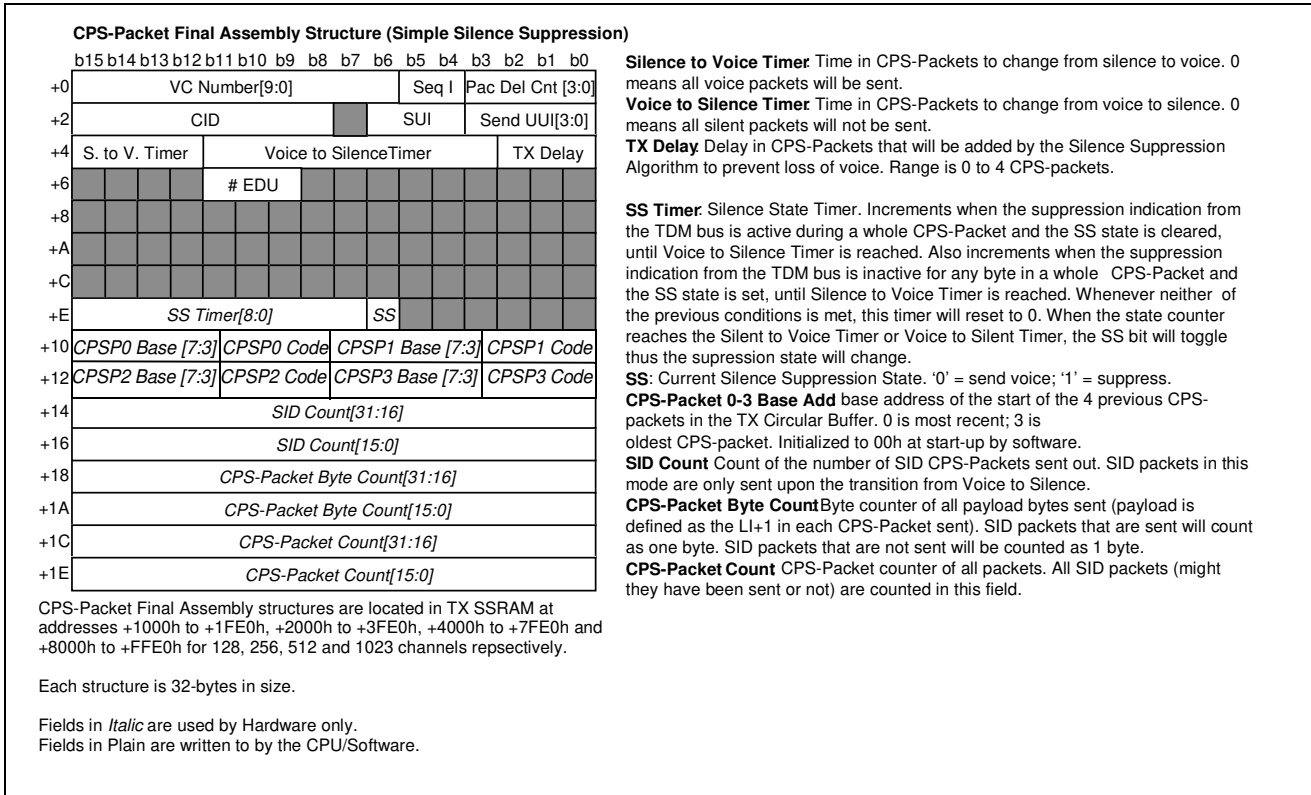 CPS-Packet Final Assembly Structure (Simple Silence Suppression)
b15 b14 b13 b12 b11 b10 b9 b8 b7 b6 b5 b4 b3 b2 b1 b0
+0 VC Number[9:0] Seq I Pac Del Cnt [3:0]
+2 CID SUI Send UUI[3:0]
+4 S. to V. Timer Voice to SilenceTimer TX Delay
+6 # EDU
+8
+A
+C
+E SS Timer[8:0] SS
+10 CPSP0 Base [7:3] CPSP0 Code CPSP1 Base [7:3] CPSP1 Code
+12 CPSP2 Base [7:3] CPSP2 Code CPSP3 Base [7:3] CPSP3 Code
+14 SID Count[31:16]
+16 SID Count[15:0]
+18 CPS-Packet Byte Count[31:16]
+1A CPS-Packet Byte Count[15:0]
+1C CPS-Packet Count[31:16]
+1E CPS-Packet Count[15:0]
CPS-Packet Final Assembly structures are located in TX SSRAM at
addresses +1000h to +1FE0h, +2000h to +3FE0h, +4000h to +7FE0h and
+8000h to +FFE0h for 128, 256, 512 and 1023 channels repsectively.
Each structure is 32-bytes in size.
Fields in Italic are used by Hardware only.
Fields in Plain are written to by the CPU/Software.
Silence to Voice Timer: Time in CPS-Packets to change from silence to voice. 0
means all voice packets will be sent.
Voice to Silence Timer: Time in CPS-Packets to change from voice to silence. 0
means all silent packets will not be sent.
TX Delay: Delay in CPS-Packets that will be added by the Silence Suppression
Algorithm to prevent loss of voice. Range is 0 to 4 CPS-packets.
SS Timer: Silence State Timer. Increments when the suppression indication from
the TDM bus is active during a whole CPS-Packet and the SS state is cleared,
until Voice to Silence Timer is reached. Also increments when the suppression
indication from the TDM bus is inactive for any byte in a whole CPS-Packet and
the SS state is set, until Silence to Voice Timer is reached. Whenever neither of
the previous conditions is met, this timer will reset to 0. When the state counter
reaches the Silent to Voice Timer or Voice to Silent Timer, the SS bit will toggle
thus the supression state will change.
SS: Current Silence Suppression State. ‘0’ = send voice; ‘1’ = suppress.
CPS-Packet 0-3 Base Add base address of the start of the 4 previous CPS-
packets in the TX Circular Buffer. 0 is most recent; 3 is
oldest CPS-packet. Initialized to 00h at start-up by software.
SID Count Count of the number of SID CPS-Packets sent out. SID packets in this
mode are only sent upon the transition from Voice to Silence.
CPS-Packet Byte Count Byte counter of all payload bytes sent (payload is
defined as the LI+1 in each CPS-Packet sent). SID packets that are sent will count
as one byte. SID packets that are not sent will be counted as 1 byte.
CPS-Packet Count CPS-Packet counter of all packets. All SID packets (might
they have been sent or not) are counted in this field.